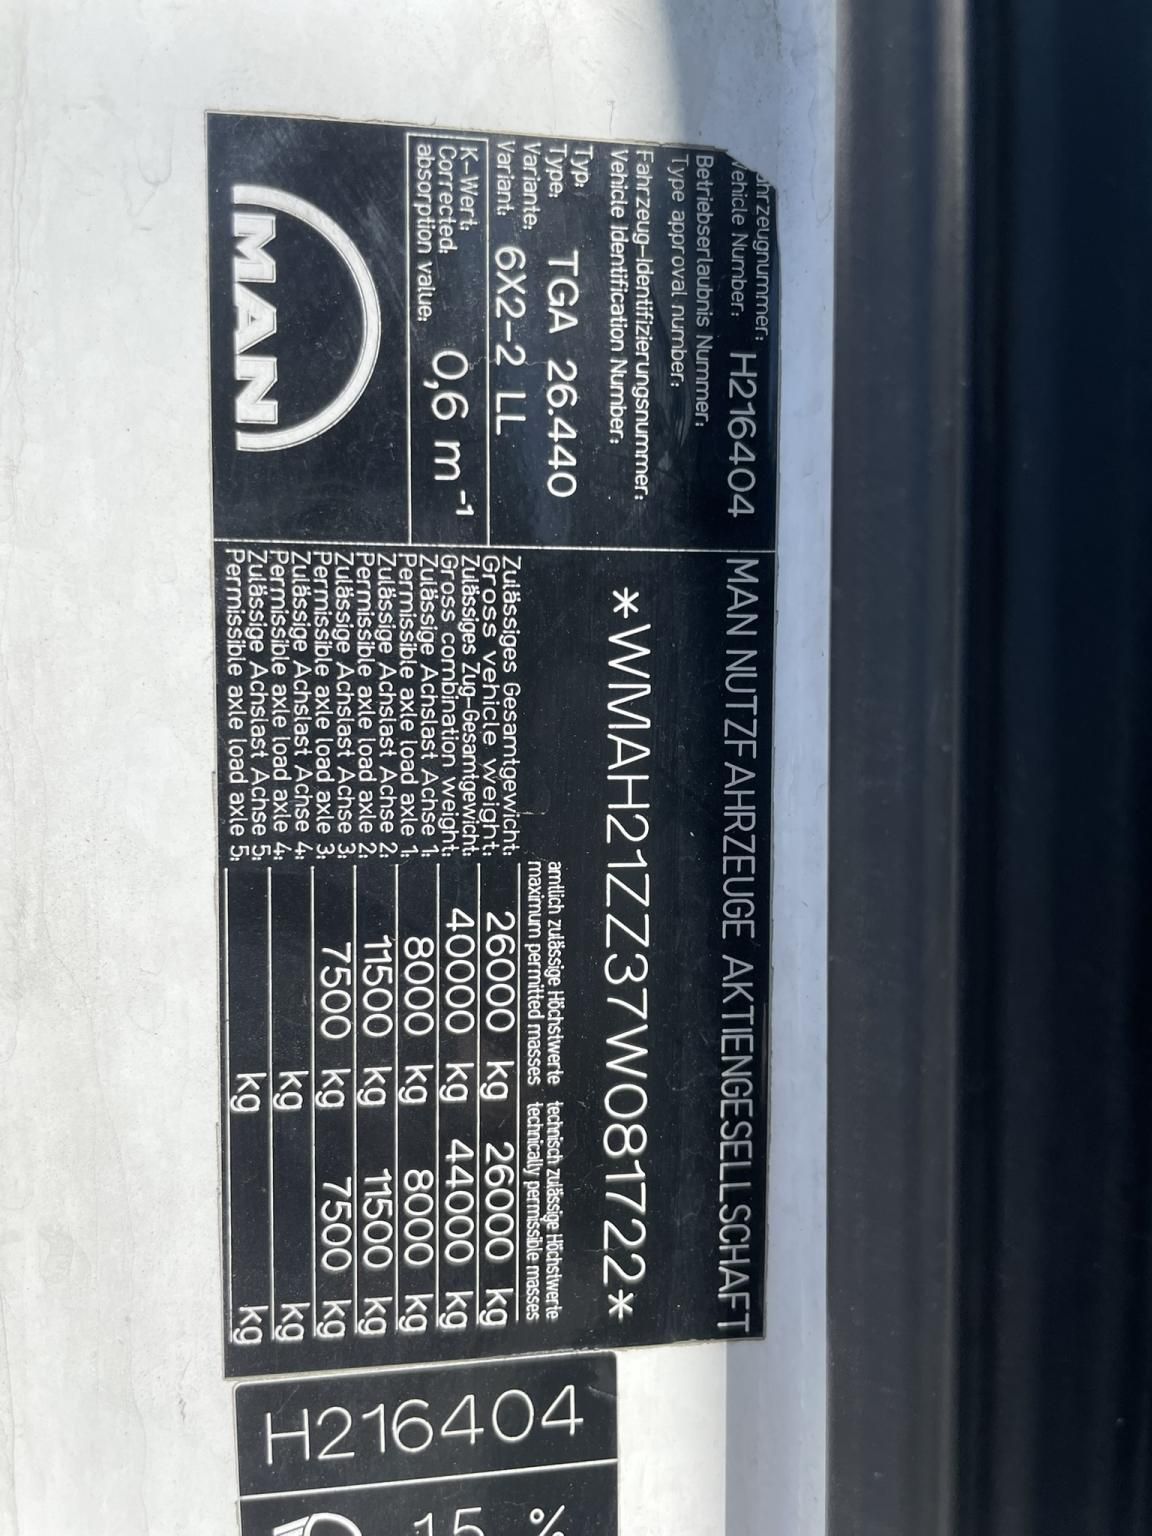 MAN NUTZFAHRZEUGE AKTIENGESELLSCHAFT
ahrzeugnummer:
Vehicle Number: H216404
Betriebserlaubnis Nummer:
Type approval number:
Fahrzeug-Identifizierungsnummer:
Vehicle Identification Number: *WMAH21ZZ37W081722*
Typ:
Type: TGA 26.440
Variante:
Variant: 6X2-2 LL
K-Wert:
Corrected
absorption value: 0,6 m⁻¹
MAN
amtlich zulässige Höchstwerte technisch zulässige Höchstwerte
maximum permitted masses technically permissible masses
Zulässiges Gesamtgewicht:
Gross vehicle weight: 26000 kg 26000 kg
Zulässiges Zug-Gesamtgewicht:
Gross combination weight: 40000 kg 44000 kg
Zulässige Achslast Achse 1:
Permissible axle load axle 1: 8000 kg 8000 kg
Zulässige Achslast Achse 2:
Permissible axle load axle 2: 11500 kg 11500 kg
Zulässige Achslast Achse 3:
Permissible axle load axle 3: 7500 kg 7500 kg
Zulässige Achslast Achse 4:
Permissible axle load axle 4: kg kg
Zulässige Achslast Achse 5:
Permissible axle load axle 5: kg kg
H216404
15 %